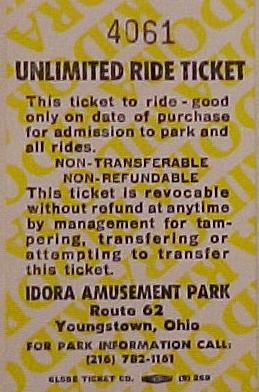 4061
UNLIMITED RIDE TICKET
This ticket to ride - good
only on date of purchase
for admission to park and
all rides.
NON-TRANSFERABLE
NON-REFUNDABLE
This ticket is revocable
without refund at anytime
by management for tam-
pering, transfering or
attempting to transfer
this ticket.
IDORA AMUSEMENT PARK
Route 62
Youngstown, Ohio
FOR PARK INFORMATION CALL:
(216) 782-1161
GLOBE TICKET CO.